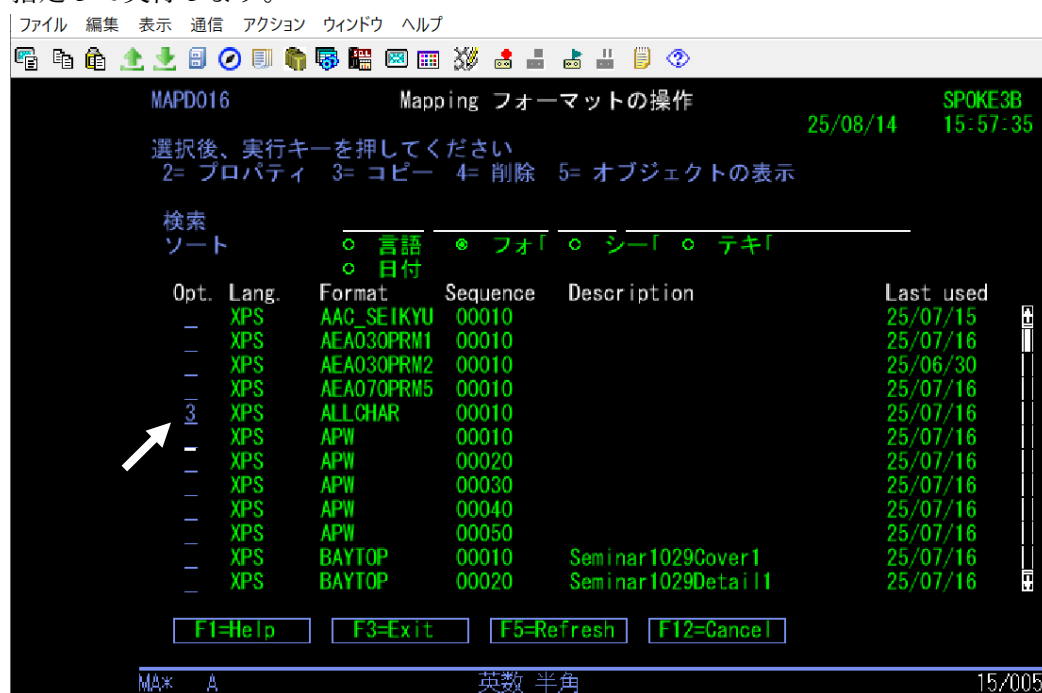 ファイル 編集 表示 通信 アクション ウィンドウ ヘルプ
MAPD016 Mapping フォーマットの操作 SPOKE3B
25/08/14 15:57:35
選択後、実行キーを押してください
2= プロパティ 3= コピー 4= 削除 5= オブジェクトの表示
検索
ソート 言語 フォ「 シー「 テキ「
日付
Opt. Lang. Format Sequence Description Last used
XPS AAC_SEIKYU 00010 25/07/15
XPS AEA030PRM1 00010 25/07/16
XPS AEA030PRM2 00010 25/06/30
XPS AEA070PRM5 00010 25/07/16
3 XPS ALLCHAR 00010 25/07/16
XPS APW 00010 25/07/16
XPS APW 00020 25/07/16
XPS APW 00030 25/07/16
XPS APW 00040 25/07/16
XPS APW 00050 25/07/16
XPS BAYTOP 00010 Seminar1029Cover1 25/07/16
XPS BAYTOP 00020 Seminar1029Detail1 25/07/16
F1=Help F3=Exit F5=Refresh F12=Cancel
MA* A 英数 半角 15/005